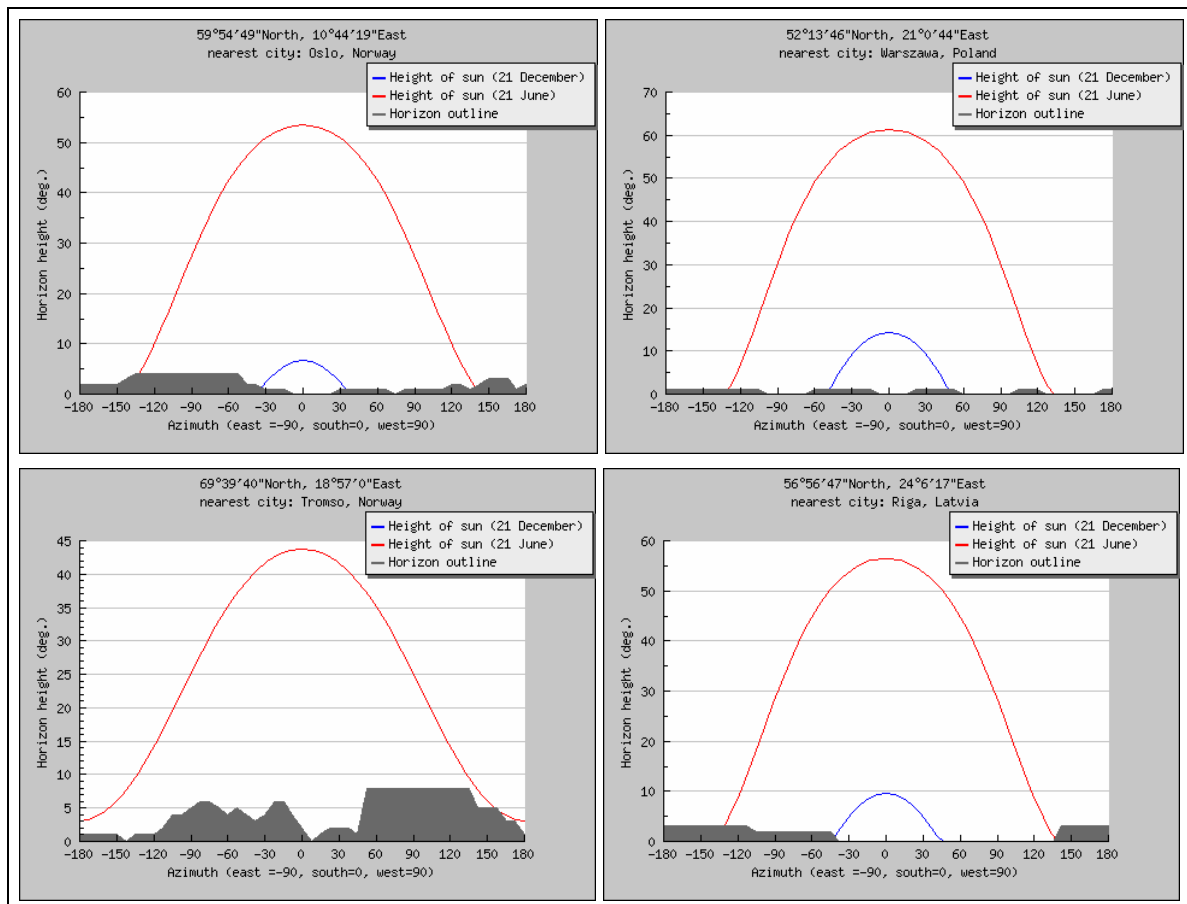 59°54'49"North, 10°44'19"East
nearest city: Oslo, Norway
Height of sun (21 December)
Height of sun (21 June)
Horizon outline
60
50
40
30
20
10
0
Horizon height (deg.)
-180 -150 -120 -90 -60 -30 0 30 60 90 120 150 180
Azimuth (east =-90, south=0, west=90)
52°13'46"North, 21°0'44"East
nearest city: Warszawa, Poland
Height of sun (21 December)
Height of sun (21 June)
Horizon outline
70
60
50
40
30
20
10
0
Horizon height (deg.)
-180 -150 -120 -90 -60 -30 0 30 60 90 120 150 180
Azimuth (east =-90, south=0, west=90)
69°39'40"North, 18°57'0"East
nearest city: Tromso, Norway
Height of sun (21 December)
Height of sun (21 June)
Horizon outline
45
40
35
30
25
20
15
10
5
0
Horizon height (deg.)
-180 -150 -120 -90 -60 -30 0 30 60 90 120 150 180
Azimuth (east =-90, south=0, west=90)
56°56'47"North, 24°6'17"East
nearest city: Riga, Latvia
Height of sun (21 December)
Height of sun (21 June)
Horizon outline
60
50
40
30
20
10
0
Horizon height (deg.)
-180 -150 -120 -90 -60 -30 0 30 60 90 120 150 180
Azimuth (east =-90, south=0, west=90)